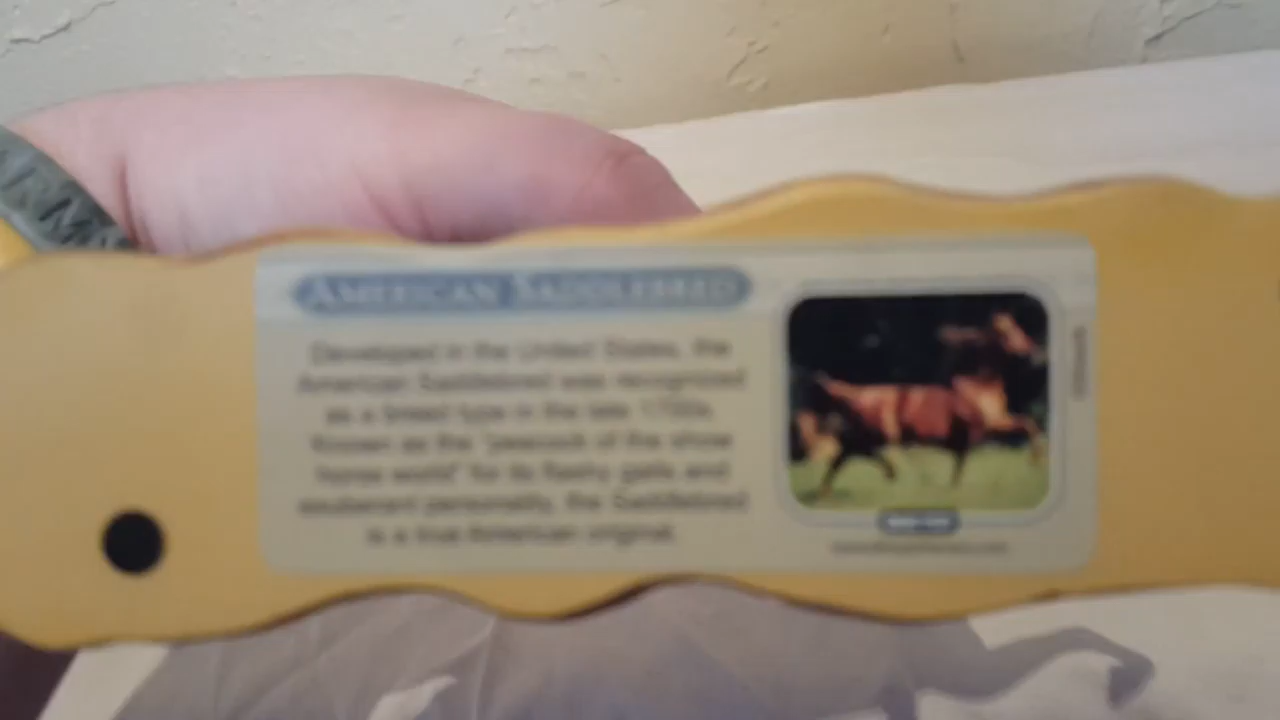 AMERICAN SADDLEBRED
Developed in the United States, the
American Saddlebred was recognized
as a breed type in the late 1700s.
Known as the "peacock of the show
horse world" for its flashy gaits and
exuberant personality, the Saddlebred
is a true American original.